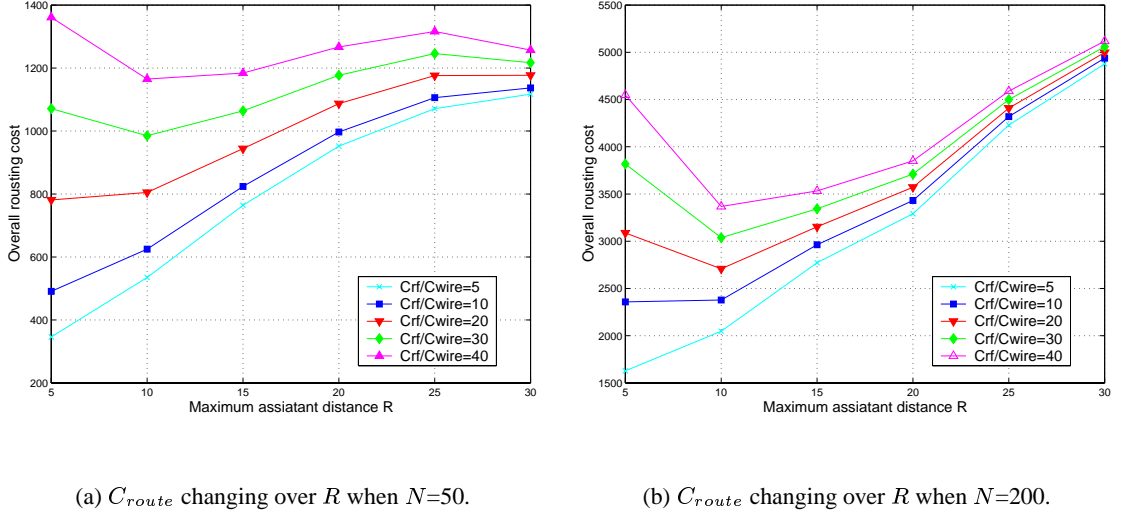 1400
1200
1000
800
600
400
200
5
10
15
20
25
30
Overall rousting cost
Maximum assiatant distance R
Crf/Cwire=5
Crf/Cwire=10
Crf/Cwire=20
Crf/Cwire=30
Crf/Cwire=40
(a) C_route changing over R when N=50.
5500
5000
4500
4000
3500
3000
2500
2000
1500
5
10
15
20
25
30
Overall rousting cost
Maximum assiatant distance R
Crf/Cwire=5
Crf/Cwire=10
Crf/Cwire=20
Crf/Cwire=30
Crf/Cwire=40
(b) C_route changing over R when N=200.